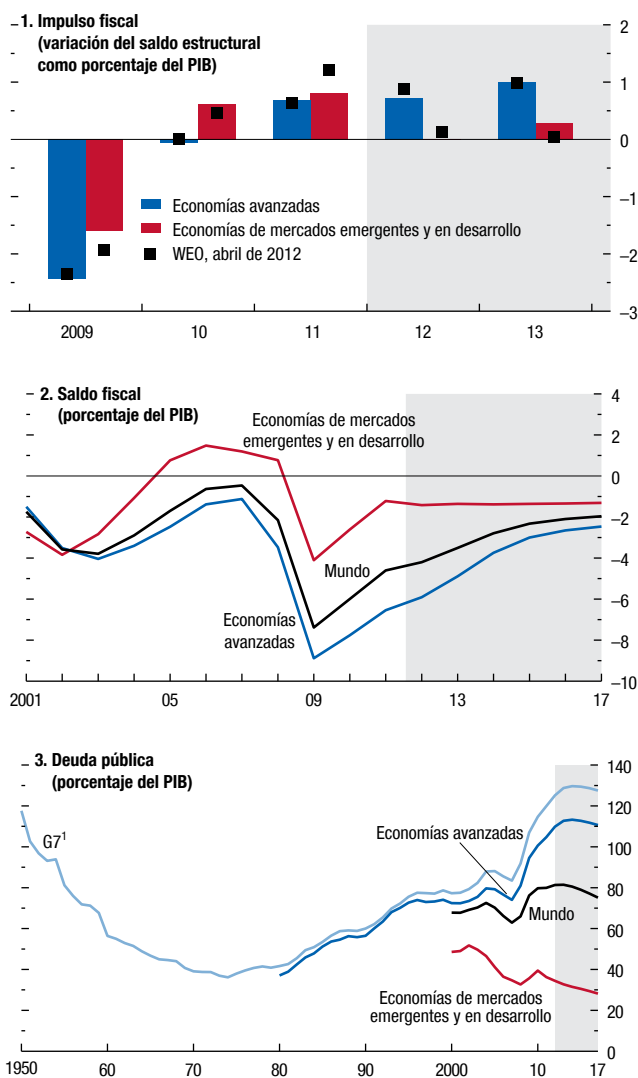 1. Impulso fiscal
(variación del saldo estructural
como porcentaje del PIB)
2
1
0
–1
–2
–3
Economías avanzadas
Economías de mercados emergentes y en desarrollo
WEO, abril de 2012
2009 10 11 12 13
2. Saldo fiscal
(porcentaje del PIB)
4
2
0
–2
–4
–6
–8
–10
Economías de mercados
emergentes y en desarrollo
Mundo
Economías
avanzadas
2001 05 09 13 17
3. Deuda pública
(porcentaje del PIB)
140
120
100
80
60
40
20
0
G7¹
Economías avanzadas
Mundo
Economías de mercados
emergentes y en desarrollo
1950 60 70 80 90 2000 10 17